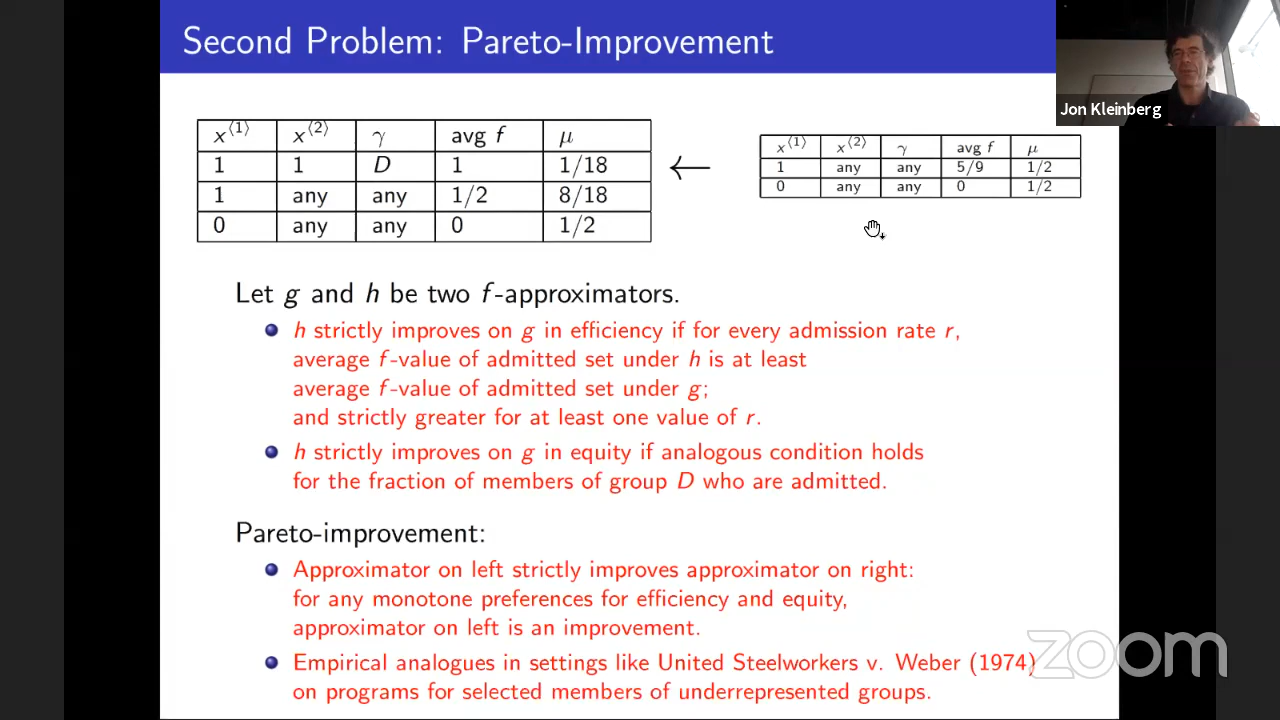 Second Problem: Pareto-Improvement
Jon Kleinberg
x⟨1⟩ x⟨2⟩ γ avg f μ
1 1 D 1 1/18
1 any any 1/2 8/18
0 any any 0 1/2
←
x⟨1⟩ x⟨2⟩ γ avg f μ
1 any any 5/9 1/2
0 any any 0 1/2
Let g and h be two f-approximators.
h strictly improves on g in efficiency if for every admission rate r,
average f-value of admitted set under h is at least
average f-value of admitted set under g;
and strictly greater for at least one value of r.
h strictly improves on g in equity if analogous condition holds
for the fraction of members of group D who are admitted.
Pareto-improvement:
Approximator on left strictly improves approximator on right:
for any monotone preferences for efficiency and equity,
approximator on left is an improvement.
Empirical analogues in settings like United Steelworkers v. Weber (1974)
on programs for selected members of underrepresented groups.
zoom